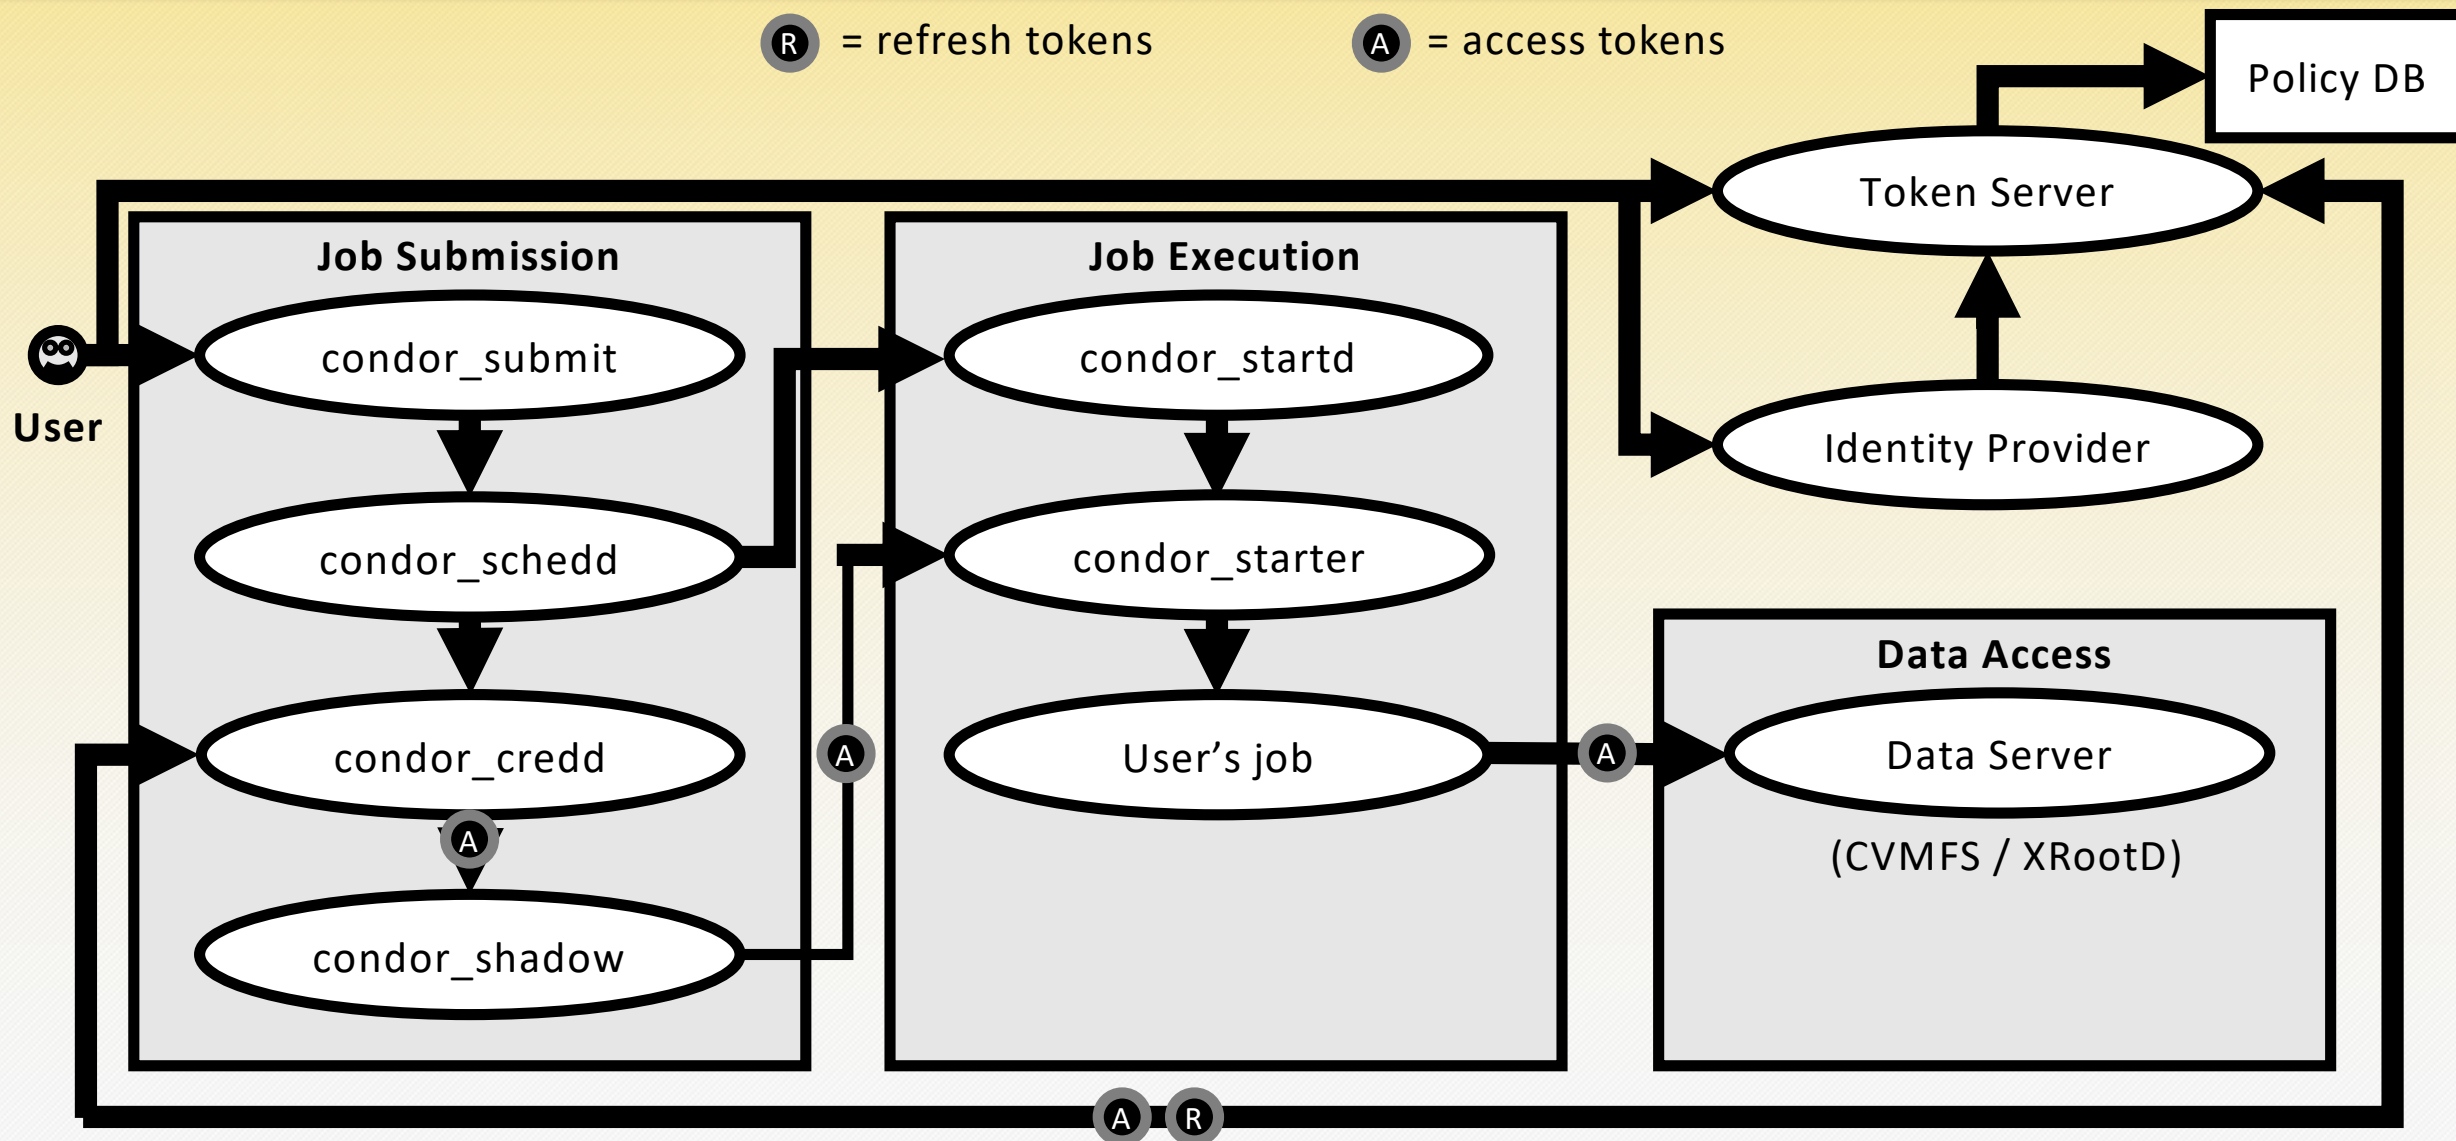 R = refresh tokens
A = access tokens
Policy DB
Token Server
Identity Provider
User
Job Submission
condor_submit
condor_schedd
condor_credd
A
condor_shadow
A
Job Execution
condor_startd
condor_starter
User’s job
A
Data Access
Data Server
(CVMFS / XRootD)
A R